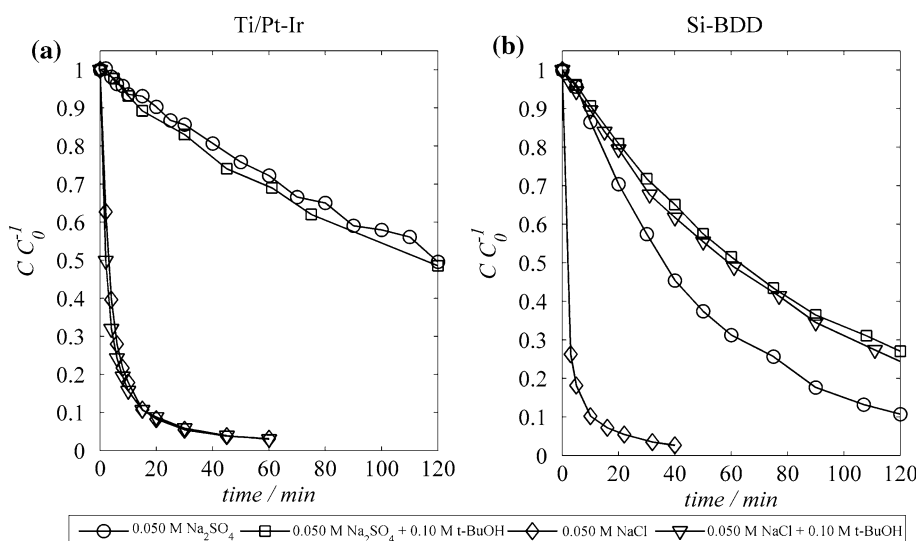 Ti/Pt-Ir
(a)
1
0.9
0.8
0.7
0.6
0.5
0.4
0.3
0.2
0.1
0
C C₀⁻¹
0 20 40 60 80 100 120
time / min
Si-BDD
(b)
1
0.9
0.8
0.7
0.6
0.5
0.4
0.3
0.2
0.1
0
C C₀⁻¹
0 20 40 60 80 100 120
time / min
0.050 M Na₂SO₄ 0.050 M Na₂SO₄ + 0.10 M t-BuOH 0.050 M NaCl 0.050 M NaCl + 0.10 M t-BuOH